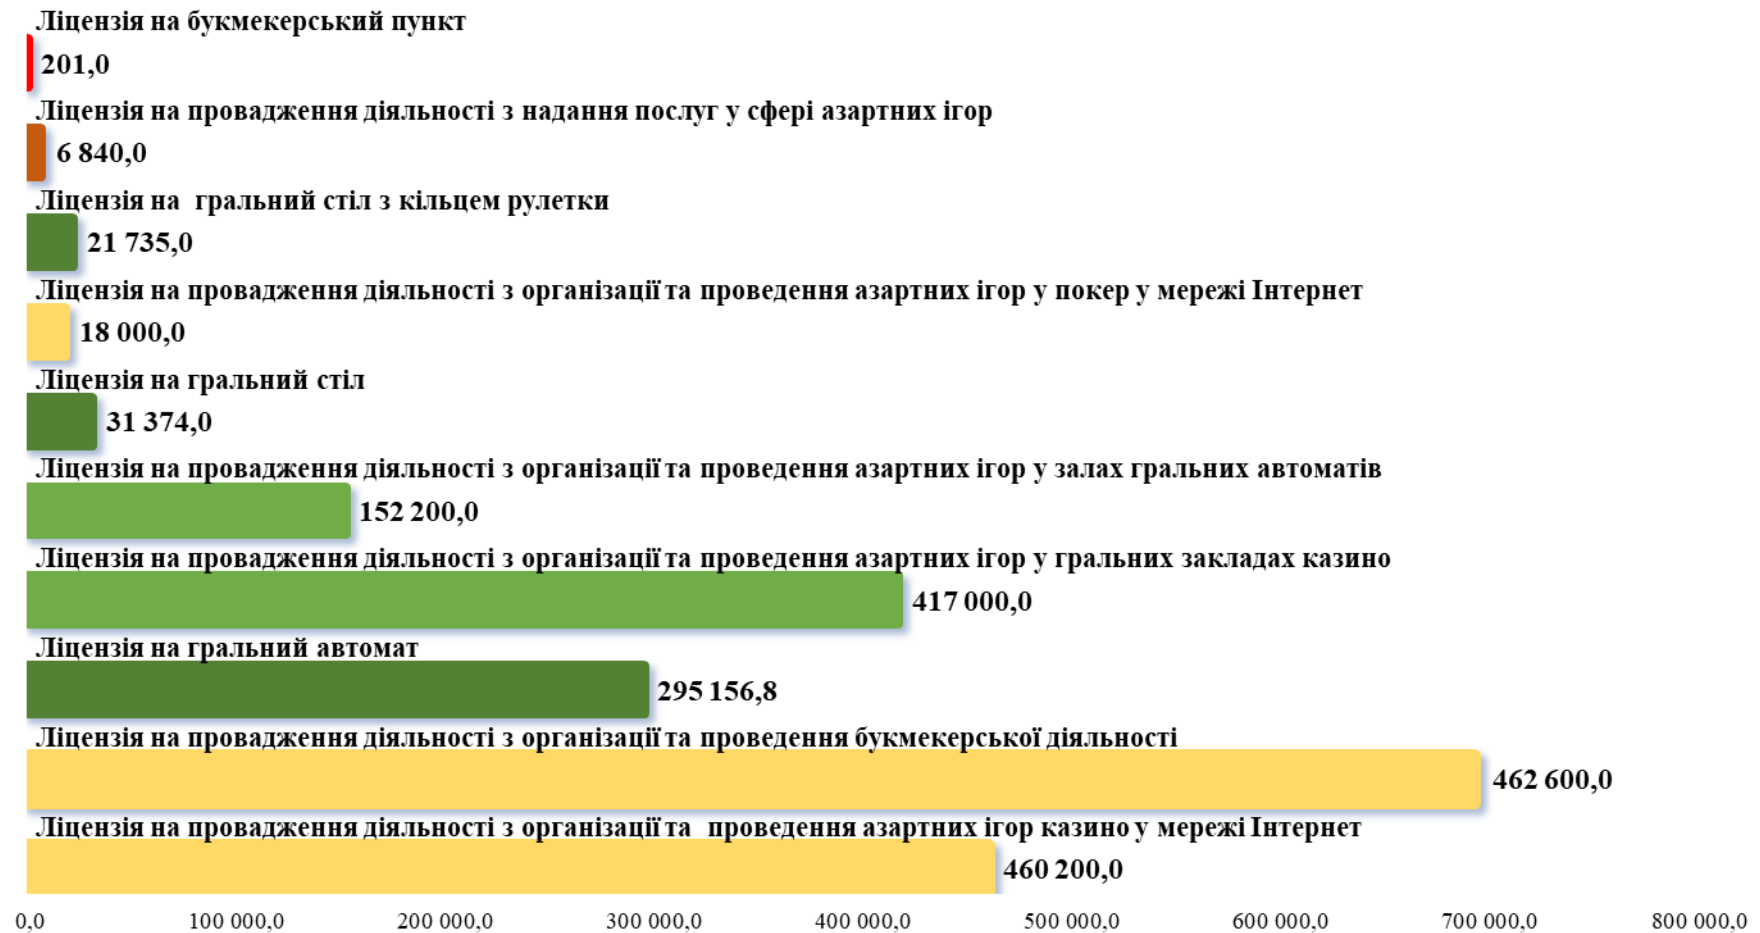 Ліцензія на букмекерський пункт
201,0
Ліцензія на провадження діяльності з надання послуг у сфері азартних ігор
6 840,0
Ліцензія на гральний стіл з кільцем рулетки
21 735,0
Ліцензія на провадження діяльності з організації та проведення азартних ігор у покер у мережі Інтернет
18 000,0
Ліцензія на гральний стіл
31 374,0
Ліцензія на провадження діяльності з організації та проведення азартних ігор у залах гральних автоматів
152 200,0
Ліцензія на провадження діяльності з організації та проведення азартних ігор у гральних закладах казино
417 000,0
Ліцензія на гральний автомат
295 156,8
Ліцензія на провадження діяльності з організації та проведення букмекерської діяльності
462 600,0
Ліцензія на провадження діяльності з організації та проведення азартних ігор казино у мережі Інтернет
460 200,0
0,0 100 000,0 200 000,0 300 000,0 400 000,0 500 000,0 600 000,0 700 000,0 800 000,0